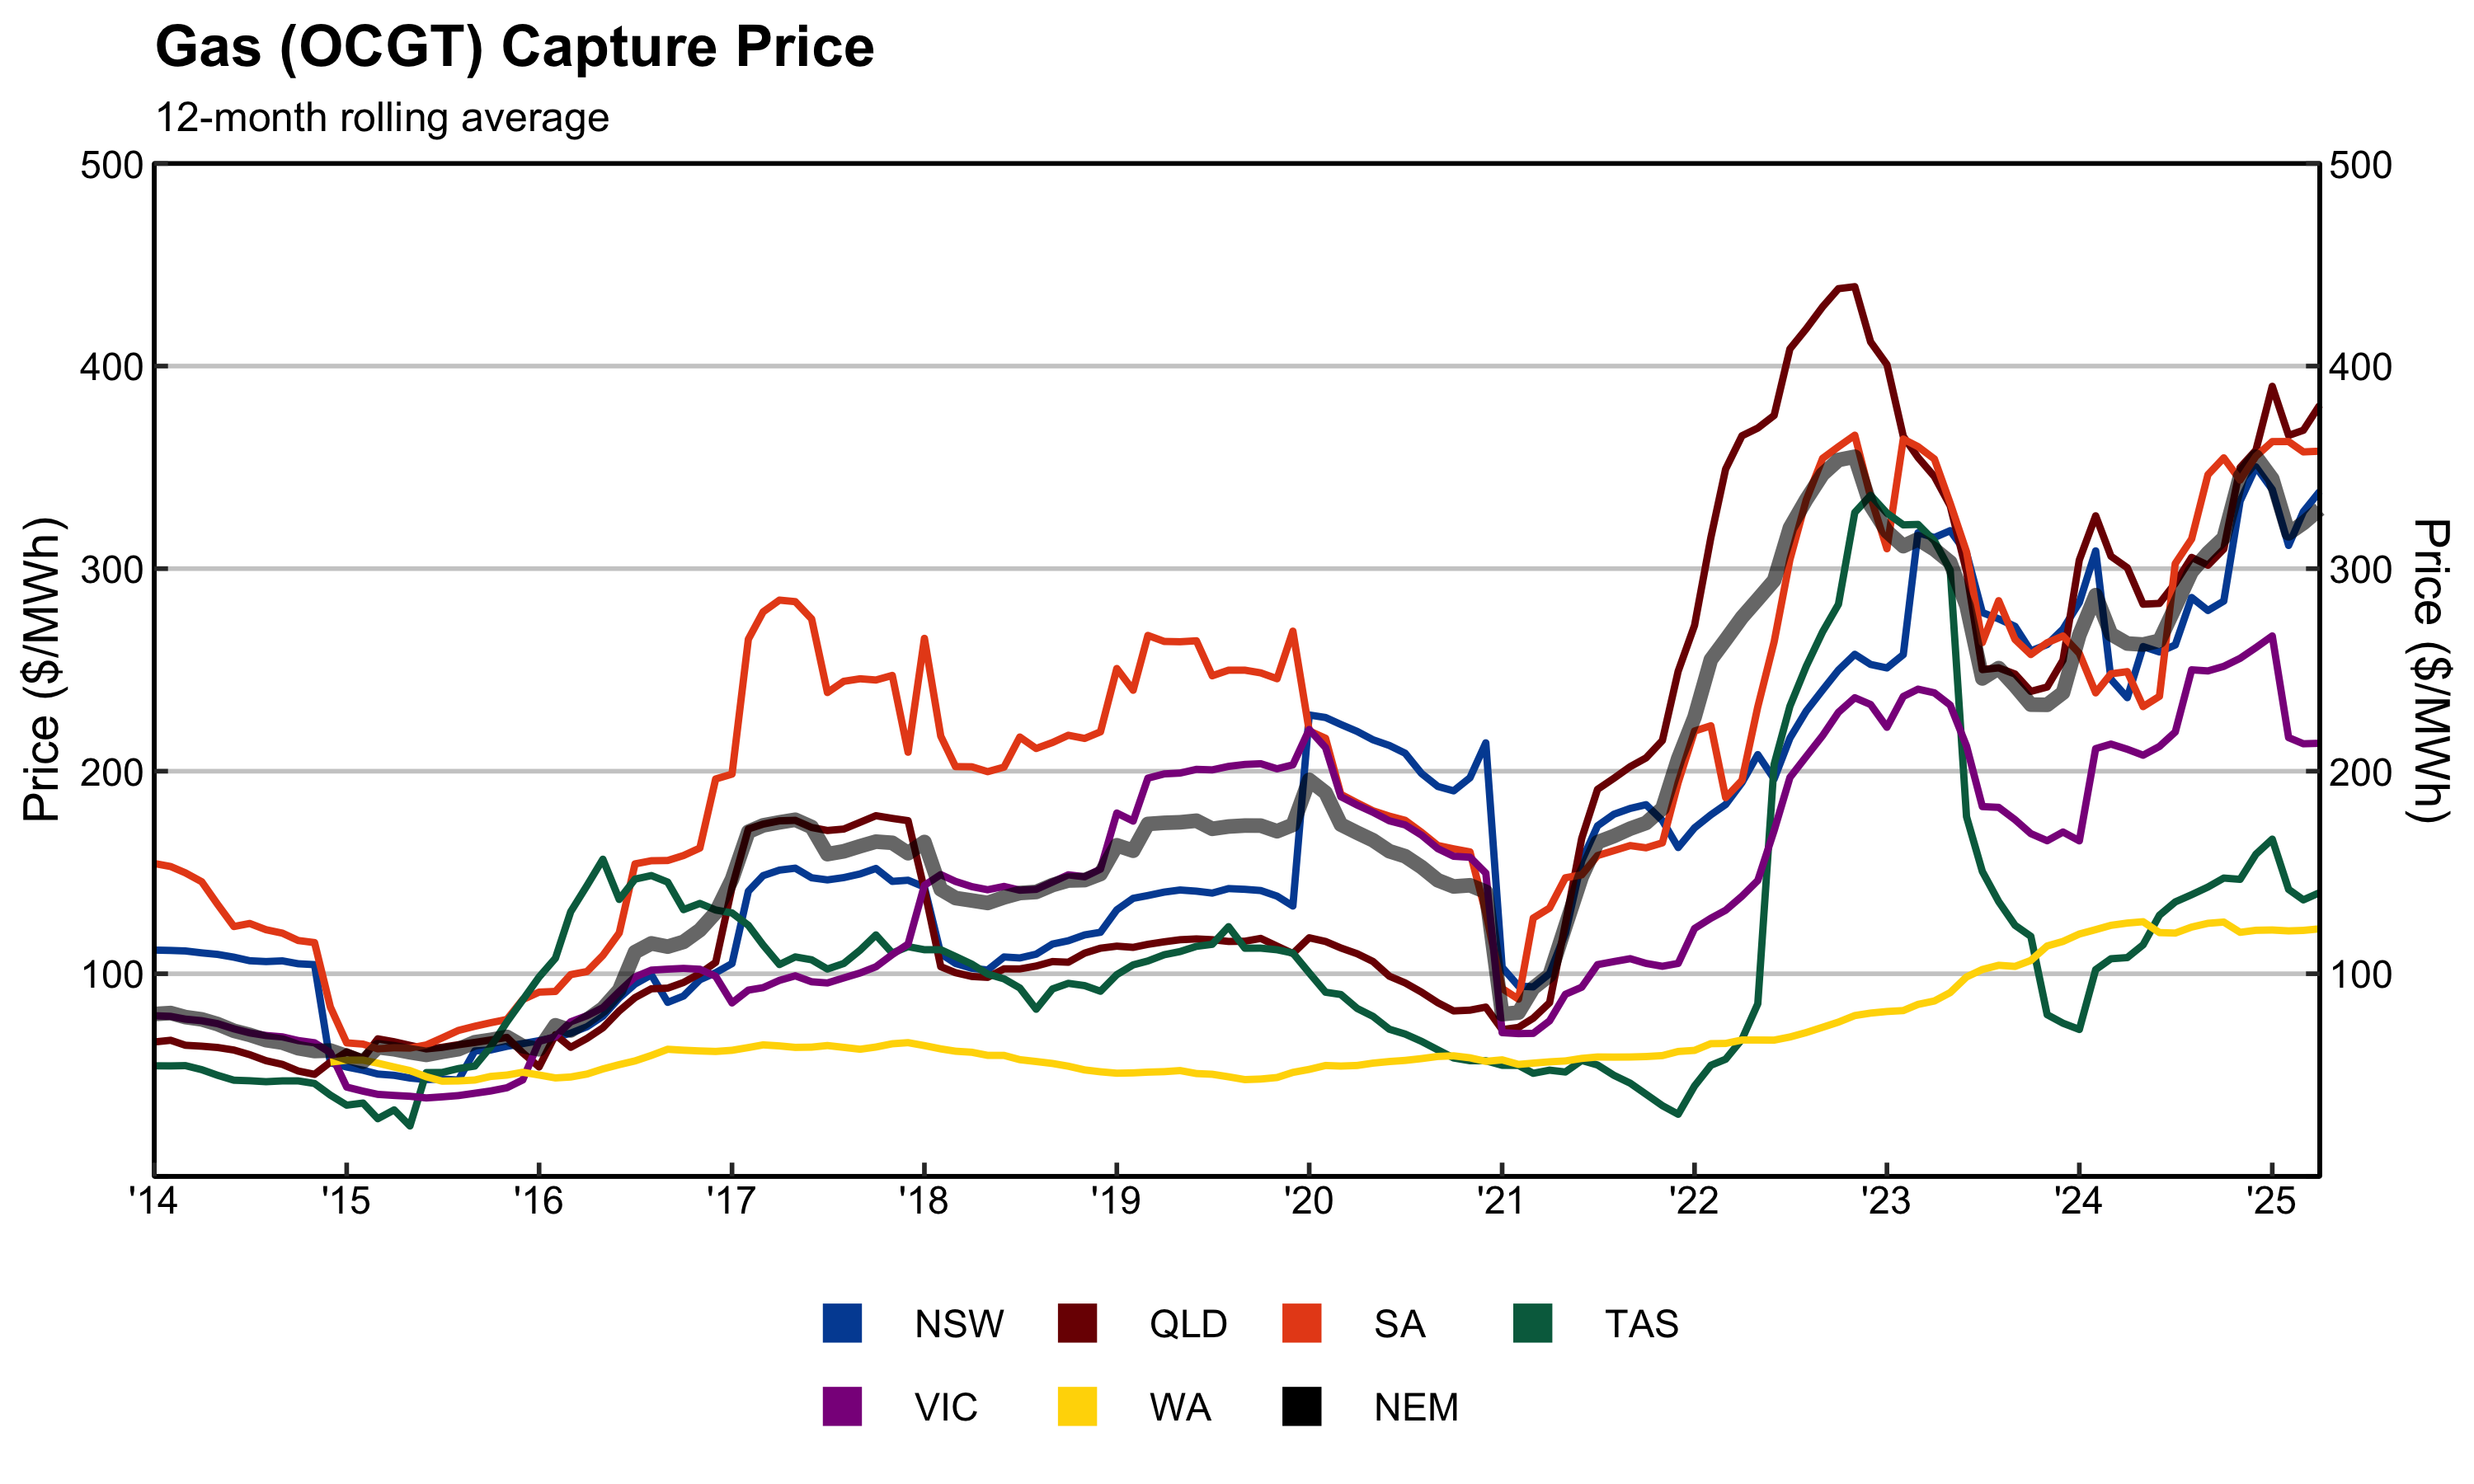 Gas (OCGT) Capture Price
12-month rolling average
Price ($/MWh)
500
400
300
200
100
500
400
300
200
100
Price ($/MWh)
'14 '15 '16 '17 '18 '19 '20 '21 '22 '23 '24 '25
NSW QLD SA TAS
VIC WA NEM